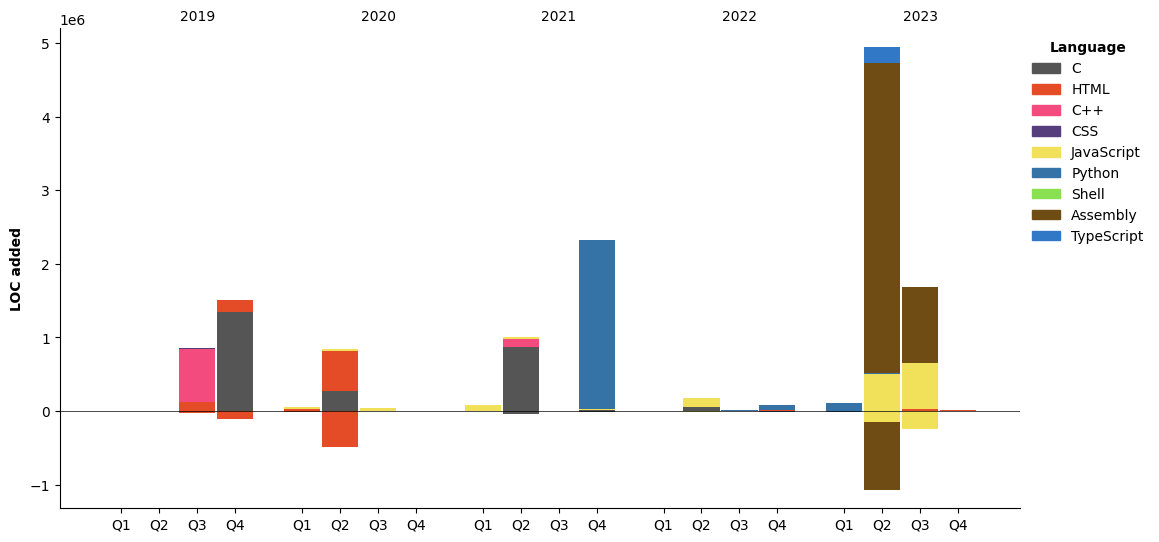 2019 2020 2021 2022 2023
1e6
5
4
3
2
1
0
−1
LOC added
Q1 Q2 Q3 Q4 Q1 Q2 Q3 Q4 Q1 Q2 Q3 Q4 Q1 Q2 Q3 Q4 Q1 Q2 Q3 Q4
Language
C
HTML
C++
CSS
JavaScript
Python
Shell
Assembly
TypeScript